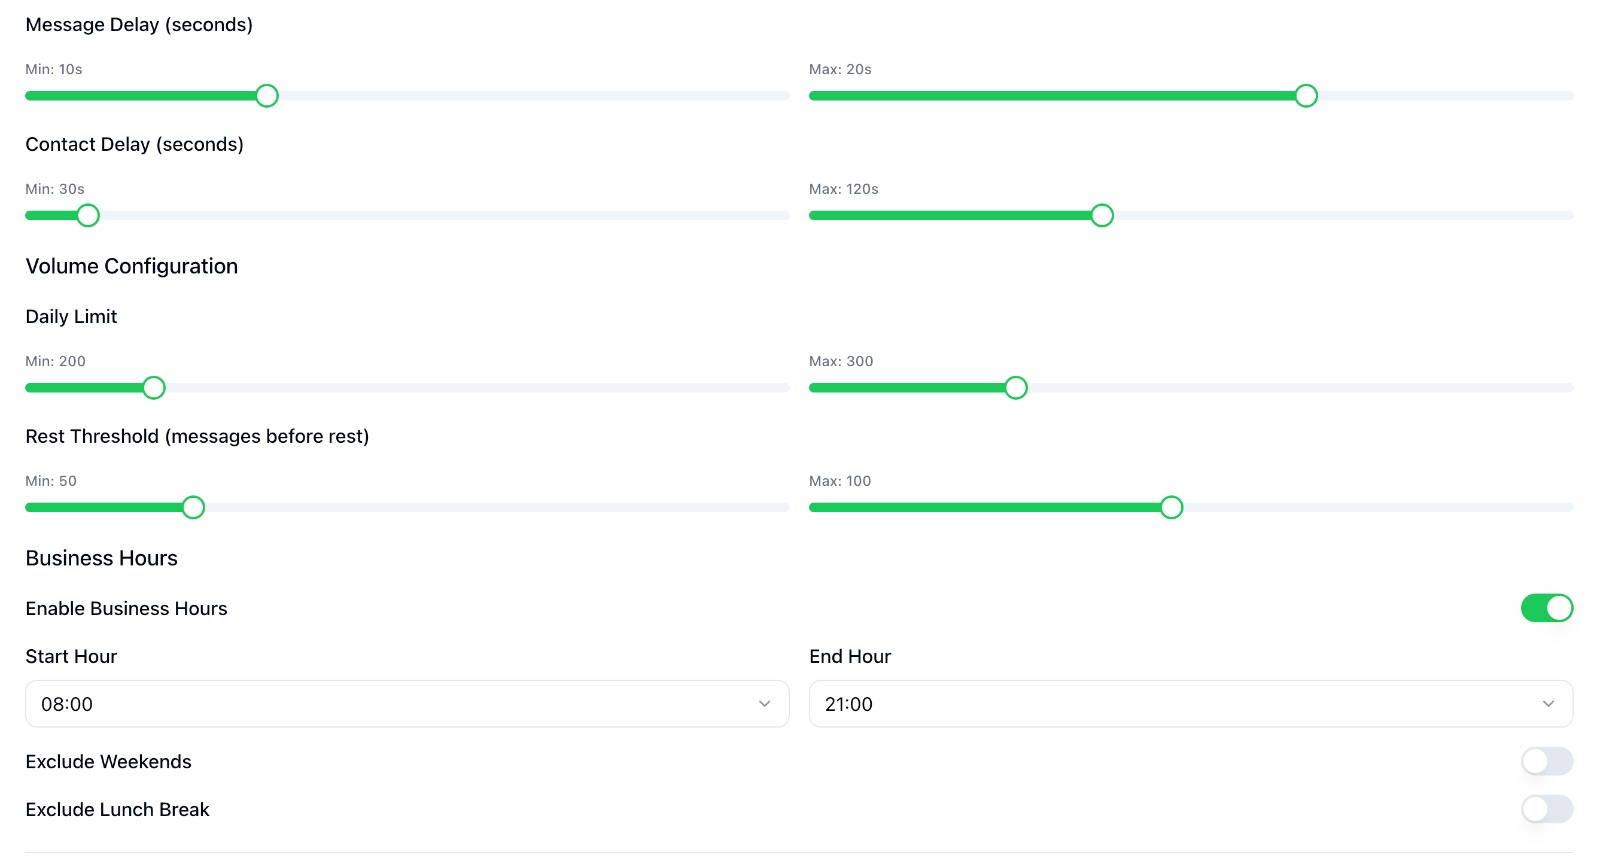 Message Delay (seconds)
Min: 10s
Max: 20s
Contact Delay (seconds)
Min: 30s
Max: 120s
Volume Configuration
Daily Limit
Min: 200
Max: 300
Rest Threshold (messages before rest)
Min: 50
Max: 100
Business Hours
Enable Business Hours
Start Hour
End Hour
08:00
21:00
Exclude Weekends
Exclude Lunch Break